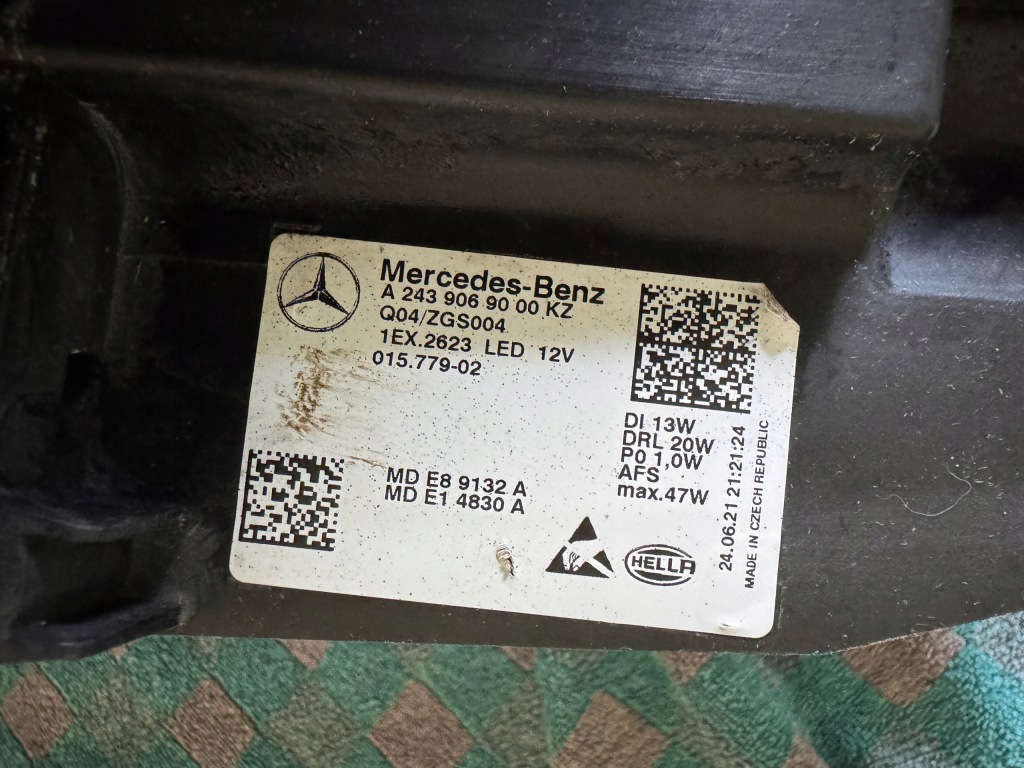 Mercedes-Benz
A 243 906 90 00 KZ
Q04/ZGS004
1EX.2623 LED 12V
015.779-02
DI 13W
DRL 20W
PO 1,0W
AFS
max.47W
MD E8 9132 A
MD E1 4830 A
HELLA
24.06.21 21:21:24
MADE IN CZECH REPUBLIC